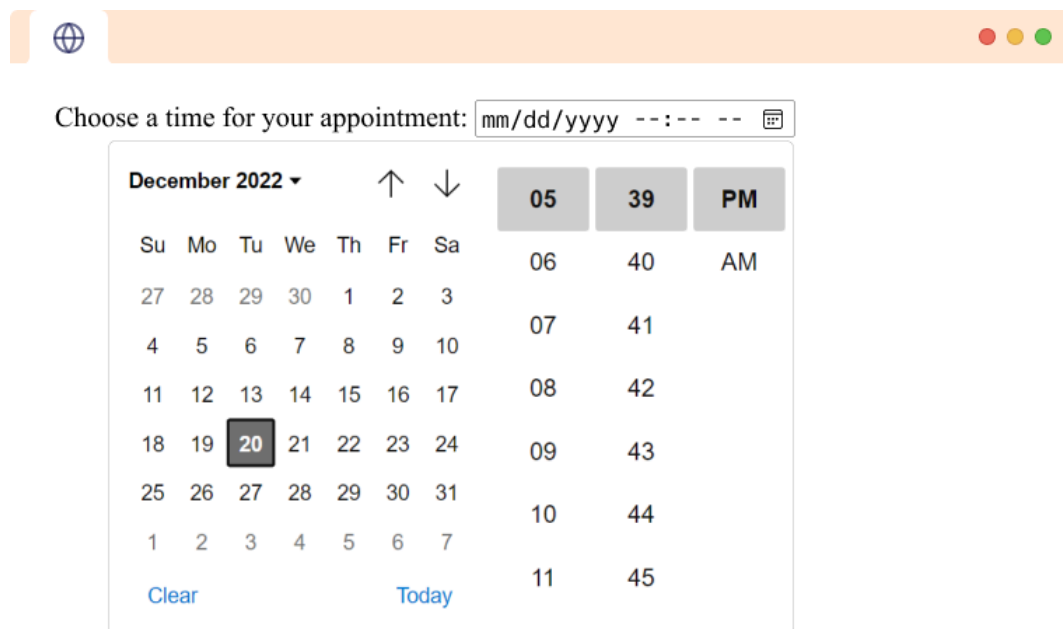 Choose a time for your appointment: mm/dd/yyyy --:-- --
December 2022
Su Mo Tu We Th Fr Sa
27 28 29 30 1 2 3
4 5 6 7 8 9 10
11 12 13 14 15 16 17
18 19 20 21 22 23 24
25 26 27 28 29 30 31
1 2 3 4 5 6 7
Clear Today
05 39 PM
06 40 AM
07 41
08 42
09 43
10 44
11 45